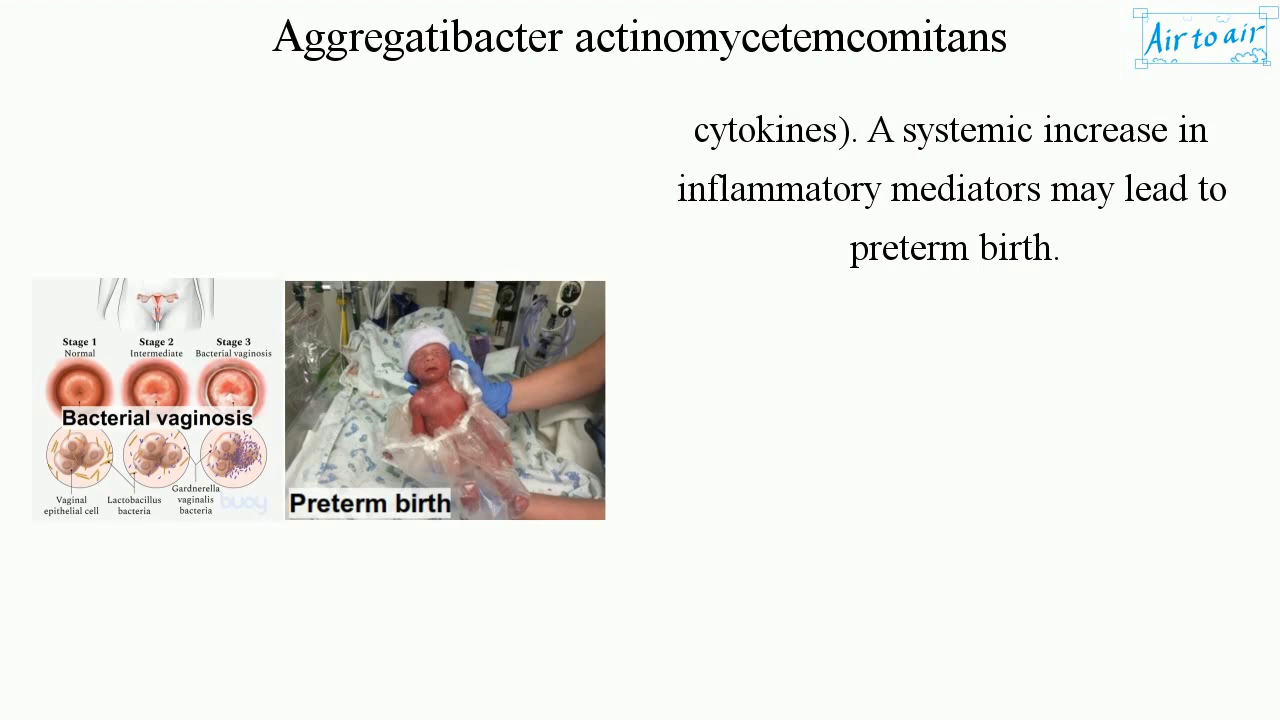 Aggregatibacter actinomycetemcomitans
Air to air
cytokines). A systemic increase in
inflammatory mediators may lead to
preterm birth.
Stage 1 Stage 2 Stage 3
Normal Intermediate Bacterial vaginosis
Bacterial vaginosis
Vaginal epithelial cell
Lactobacillus bacteria
Gardnerella vaginalis bacteria
buoy
Preterm birth